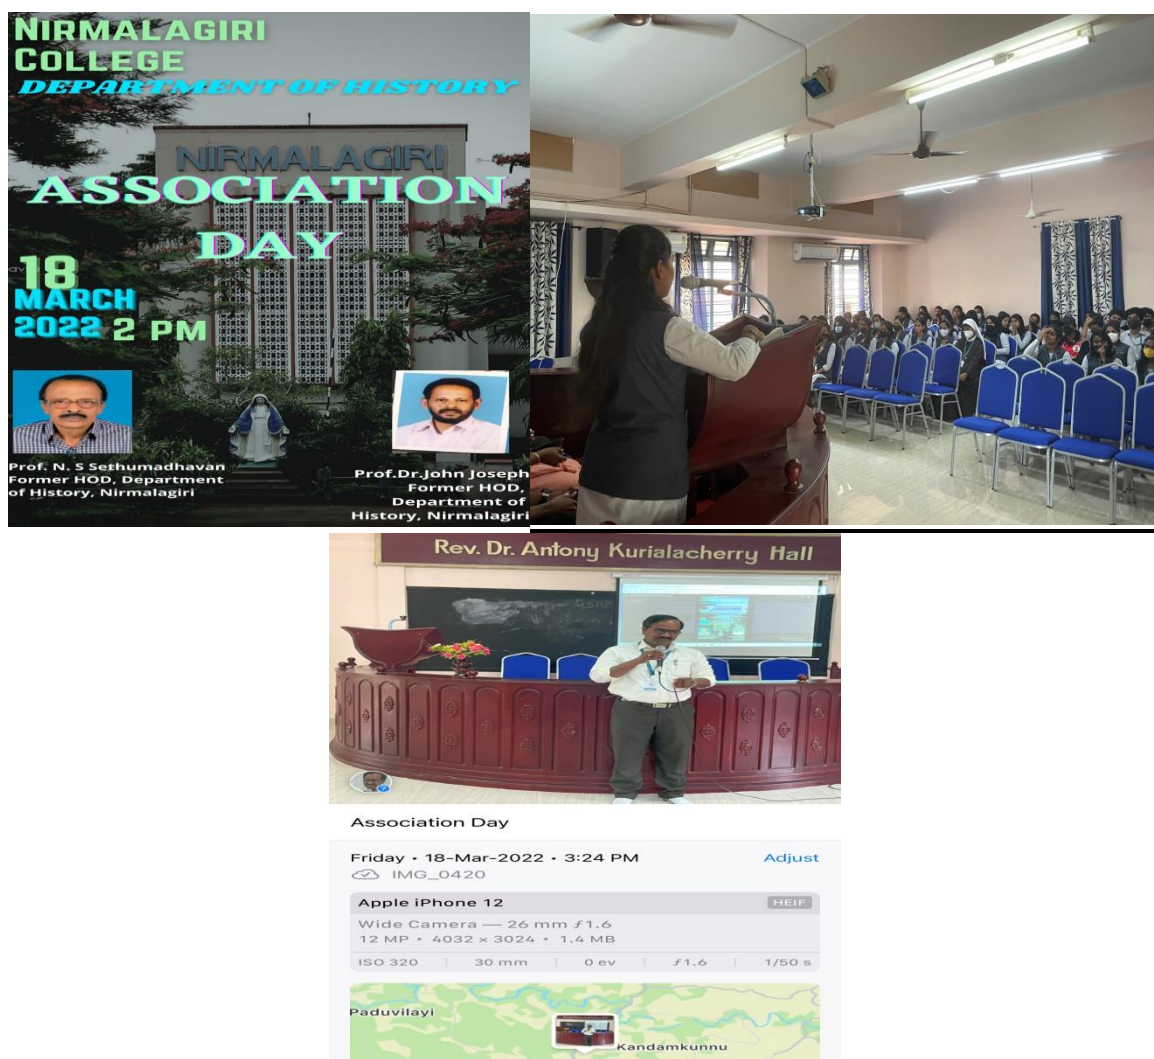 NIRMALAGIRI
COLLEGE
DEPARTMENT OF HISTORY
NIRMALAGIRI
ASSOCIATION
DAY
18
MARCH
2022 2 PM
Prof. N. S Sethumadhavan
Former HOD, Department
of History, Nirmalagiri
Prof.Dr.John Joseph
Former HOD,
Department of
History, Nirmalagiri
Rev. Dr. Antony Kurialacherry Hall
Association Day
Friday • 18-Mar-2022 • 3:24 PM
Adjust
IMG_0420
Apple iPhone 12
HEIF
Wide Camera — 26 mm ƒ1.6
12 MP • 4032 × 3024 • 1.4 MB
ISO 320 | 30 mm | 0 ev | ƒ1.6 | 1/50 s
Paduvilayi
Kandamkunnu